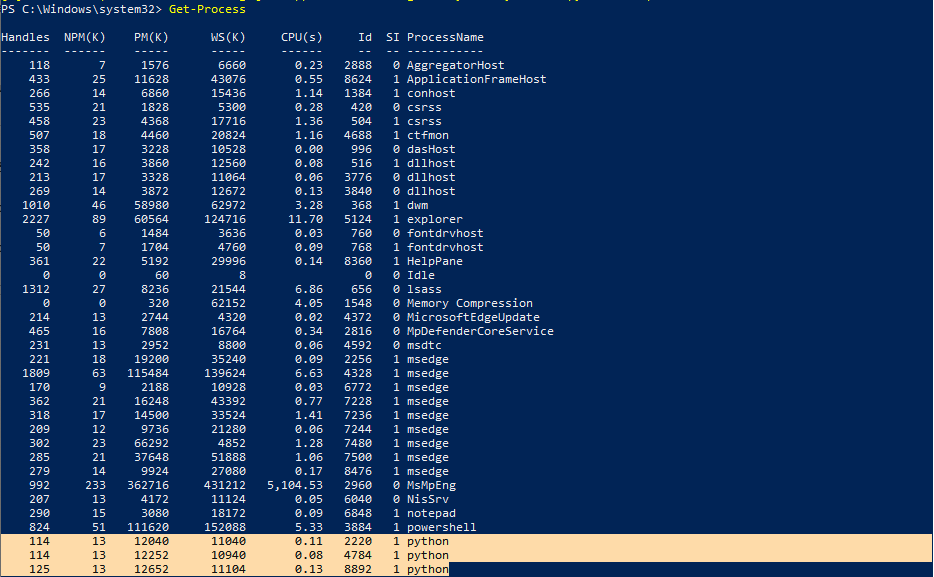 PS C:\Windows\system32> Get-Process
Handles NPM(K) PM(K) WS(K) CPU(s) Id SI ProcessName
------- ------ ----- ----- ------ -- -- -----------
118 7 1576 6660 0.23 2888 0 AggregatorHost
433 25 11628 43076 0.55 8624 1 ApplicationFrameHost
266 14 6860 15436 1.14 1384 1 conhost
535 21 1828 5300 0.28 420 0 csrss
458 23 4368 17716 1.36 504 1 csrss
507 18 4460 20824 1.16 4688 1 ctfmon
358 17 3228 10528 0.00 996 0 dasHost
242 16 3860 12560 0.08 516 1 dllhost
213 17 3328 11064 0.06 3776 0 dllhost
269 14 3872 12672 0.13 3840 0 dllhost
1010 46 58980 62972 3.28 368 1 dwm
2227 89 60564 124716 11.70 5124 1 explorer
50 6 1484 3636 0.03 760 0 fontdrvhost
50 7 1704 4760 0.09 768 1 fontdrvhost
361 22 5192 29996 0.14 8360 1 HelpPane
0 0 60 8 0 0 Idle
1312 27 8236 21544 6.86 656 0 lsass
0 0 320 62152 4.05 1548 0 Memory Compression
214 13 2744 4320 0.02 4372 0 MicrosoftEdgeUpdate
465 16 7808 16764 0.34 2816 0 MpDefenderCoreService
231 13 2952 8800 0.06 4592 0 msdtc
221 18 19200 35240 0.09 2256 1 msedge
1809 63 115484 139624 6.63 4328 1 msedge
170 9 2188 10928 0.03 6772 1 msedge
362 21 16248 43392 0.77 7228 1 msedge
318 17 14500 33524 1.41 7236 1 msedge
209 12 9736 21280 0.06 7244 1 msedge
302 23 66292 4852 1.28 7480 1 msedge
285 21 37648 51888 1.06 7500 1 msedge
279 14 9924 27080 0.17 8476 1 msedge
992 233 362716 431212 5,104.53 2960 0 MsMpEng
207 13 4172 11124 0.05 6040 0 NisSrv
290 15 3080 18172 0.09 6848 1 notepad
824 51 111620 152088 5.33 3884 1 powershell
114 13 12040 11040 0.11 2220 1 python
114 13 12252 10940 0.08 4784 1 python
125 13 12652 11104 0.13 8892 1 python